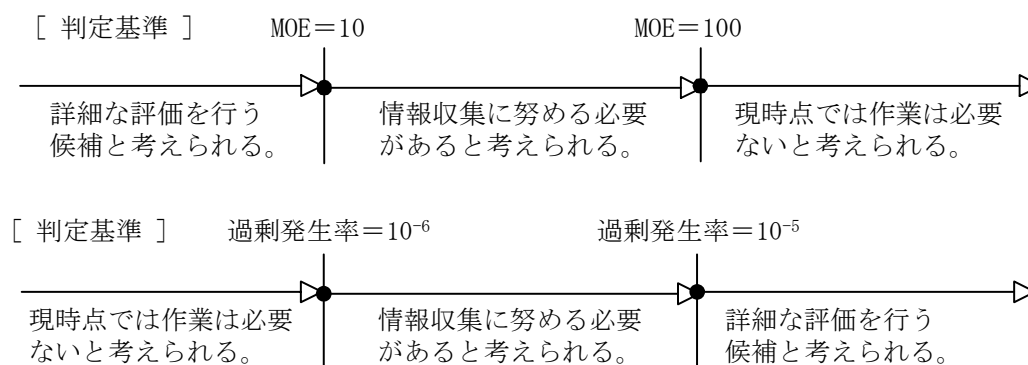 [ 判定基準 ] MOE＝10 MOE＝100
詳細な評価を行う 情報収集に努める必要 現時点では作業は必要
候補と考えられる。 があると考えられる。 ないと考えられる。
[ 判定基準 ] 過剰発生率＝10⁻⁶ 過剰発生率＝10⁻⁵
現時点では作業は必要 情報収集に努める必要 詳細な評価を行う
ないと考えられる。 があると考えられる。 候補と考えられる。